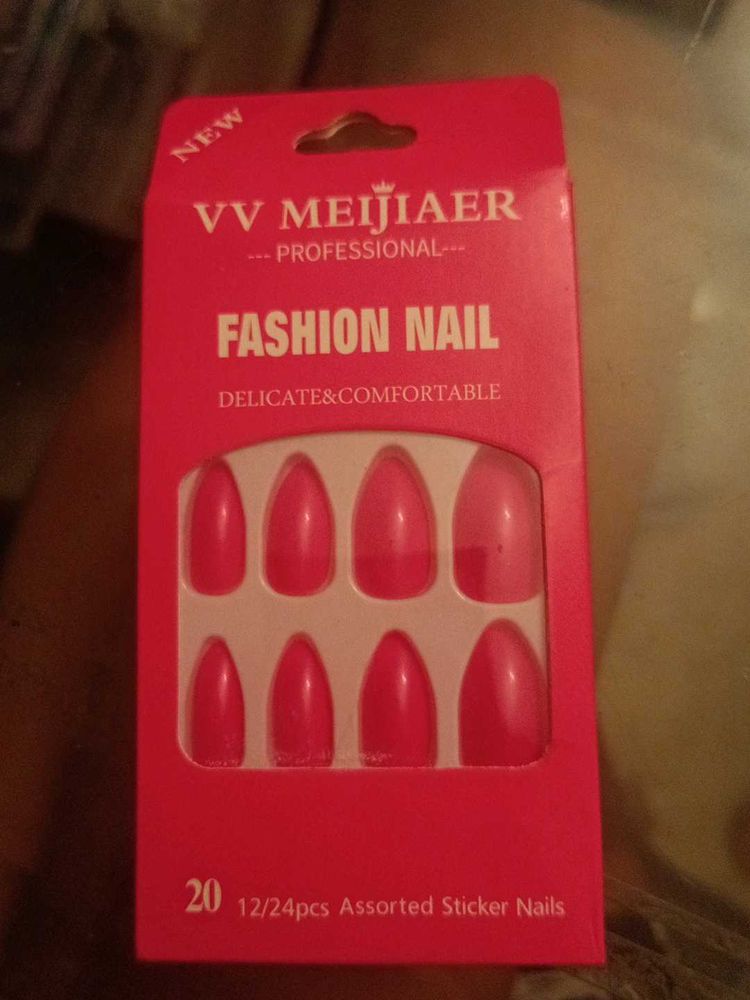 NEW
VV MEIJIAER
--- PROFESSIONAL---
FASHION NAIL
DELICATE&COMFORTABLE
20 12/24pcs Assorted Sticker Nails